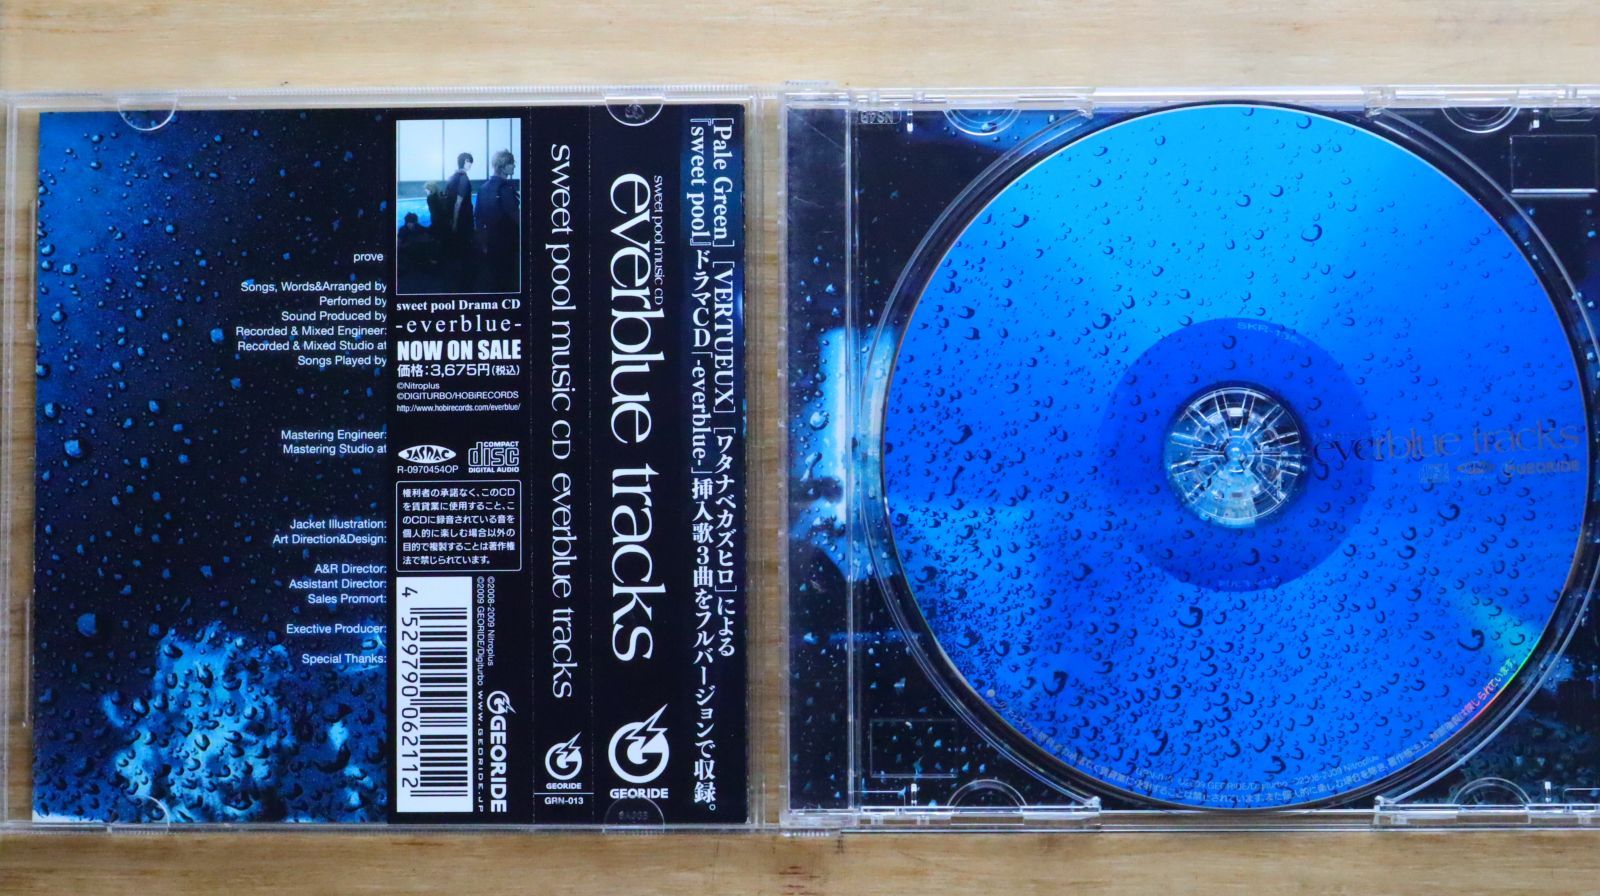 prove
Songs, Words&Arranged by
Perfomed by
Sound Produced by
Recorded & Mixed Engineer:
Recorded & Mixed Studio at
Songs Played by
Mastering Engineer:
Mastering Studio at
Jacket Illustration:
Art Direction&Design:
A&R Director:
Assistant Director:
Sales Promort:
Exective Producer:
Special Thanks:
sweet pool Drama CD
-everblue-
NOW ON SALE
価格:3,675円(税込)
©Nitroplus
©DIGITURBO/HOBiRECORDS
http://www.hobirecords.com/everblue/
JASRAC
R-0970454OP
COMPACT
disc
DIGITAL AUDIO
権利者の承諾なく、このCD
を賃貸業に使用すること、こ
のCDに録音されている音を
個人的に楽しむ場合以外の
目的で複製することは著作権
法で禁じられています。
4 529790 062112
©2008-2009 Nitroplus
©2009 GEORIDE/Digiturbo
WWW.GEORIDE.JP
GEORIDE
sweet pool music CD everblue tracks
GEORIDE
GRN-013
sweet pool music CD
everblue tracks
GEORIDE
[Pale Green] [VERTUEUX] [ワタナベカズヒロ]による
『sweet pool』ドラマCD「-everblue-」挿入歌3曲をフルバージョンで収録。
everblue tracks
GEORIDE